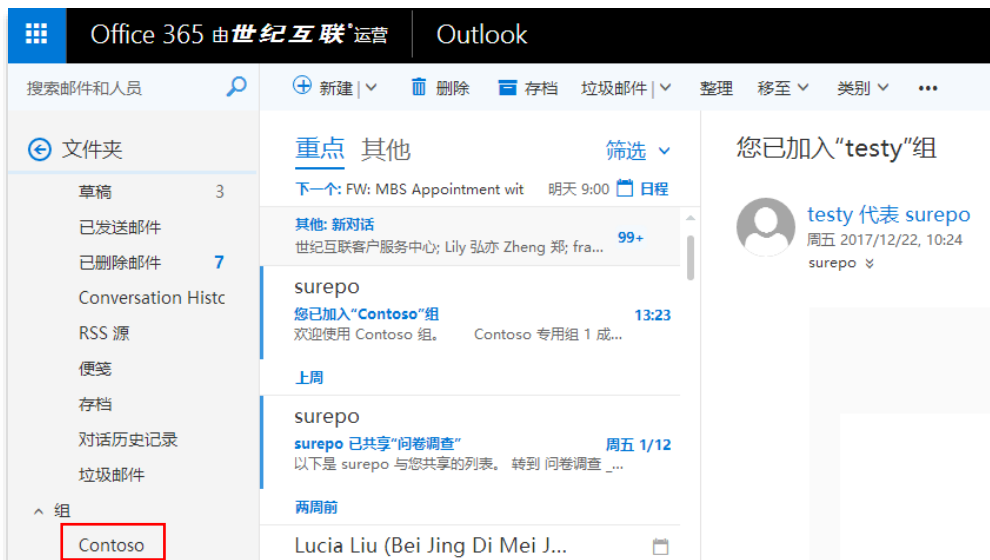 Office 365 由世纪互联运营 Outlook
搜索邮件和人员
新建 删除 存档 垃圾邮件 整理 移至 类别 •••
文件夹
草稿 3
已发送邮件
已删除邮件 7
Conversation Histc
RSS 源
便笺
存档
对话历史记录
垃圾邮件
组
Contoso
重点 其他 筛选
下一个: FW: MBS Appointment wit 明天 9:00 日程
其他: 新对话
世纪互联客户服务中心; Lily 弘亦 Zheng 郑; fra... 99+
surepo
您已加入“Contoso”组 13:23
欢迎使用 Contoso 组。 Contoso 专用组 1 成...
上周
surepo
surepo 已共享“问卷调查” 周五 1/12
以下是 surepo 与您共享的列表。 转到 问卷调查 _...
两周前
Lucia Liu (Bei Jing Di Mei J...
您已加入“testy”组
testy 代表 surepo
周五 2017/12/22, 10:24
surepo